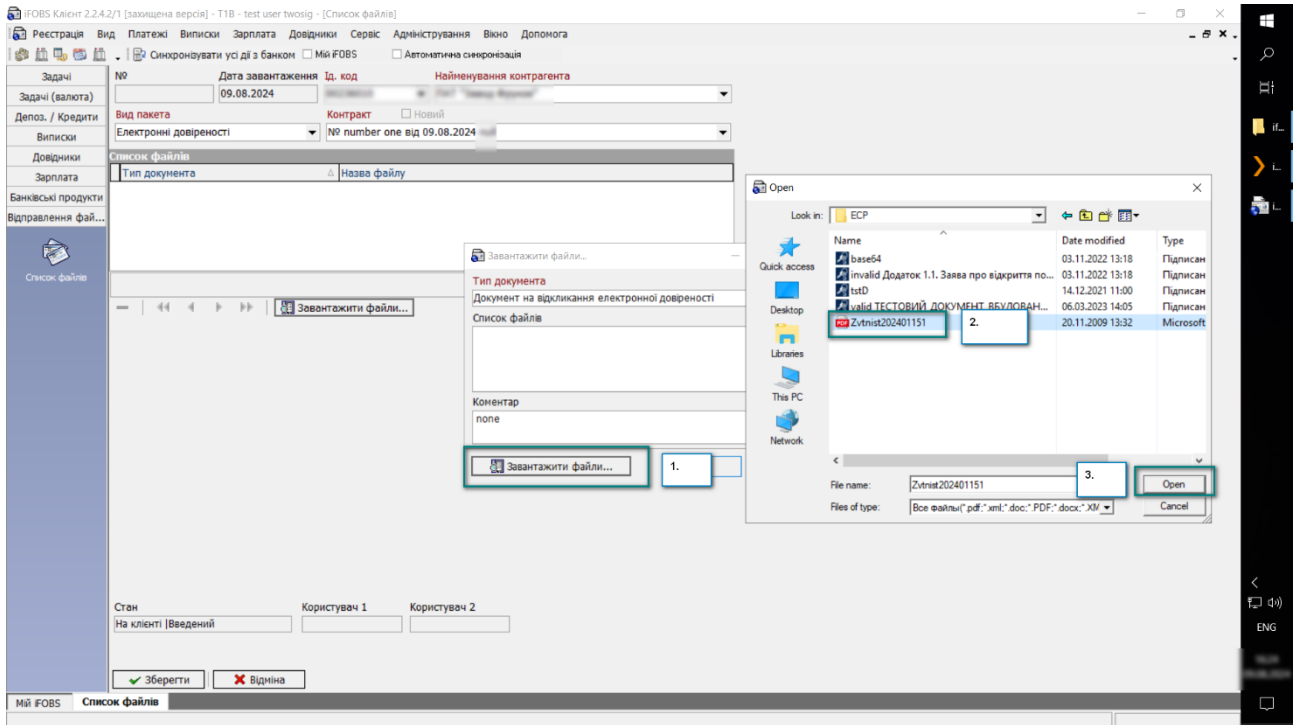 iFOBS Клієнт 2.2.4.2/1 [захищена версія] - T1B - test user twosig - [Список файлів]
Реєстрація Вид Платежі Виписки Зарплата Довідники Сервіс Адміністрування Вікно Допомога
Синхронізувати усі дії з банком Мій iFOBS Автоматична синхронізація
Задачі
Задачі (валюта)
Депоз. / Кредити
Виписки
Довідники
Зарплата
Банківські продукти
Відправлення фай...
Список файлів
№ Дата завантаження Ід. код Найменування контрагента
09.08.2024
Вид пакета Контракт Новий
Електронні довіреності № number one від 09.08.2024
Список файлів
Тип документа Назва файлу
Завантажити файли...
Завантажити файли...
Тип документа
Документ на відкликання електронної довіреності
Список файлів
Коментар
none
Завантажити файли...
1.
Open
Look in: ECP
Quick access
Desktop
Libraries
This PC
Network
Name Date modified Type
base64 03.11.2022 13:18 Підписан
invalid Додаток 1.1. Заява про відкриття по... 03.11.2022 13:18 Підписан
tstD 14.12.2021 11:00 Підписан
valid ТЕСТОВИЙ ДОКУМЕНТ ВБУДОВАН... 06.03.2023 14:05 Підписан
PDF Zvtnist202401151 20.11.2009 13:32 Microsoft
2.
3.
File name: Zvtnist202401151 Open
Files of type: Все файлы(*.pdf;*.xml;*.doc;*.PDF;*.docx;*.XM Cancel
Стан Користувач 1 Користувач 2
На клієнті |Введений
Зберегти Відміна
Мій iFOBS Список файлів
if...
i...
i...
ENG